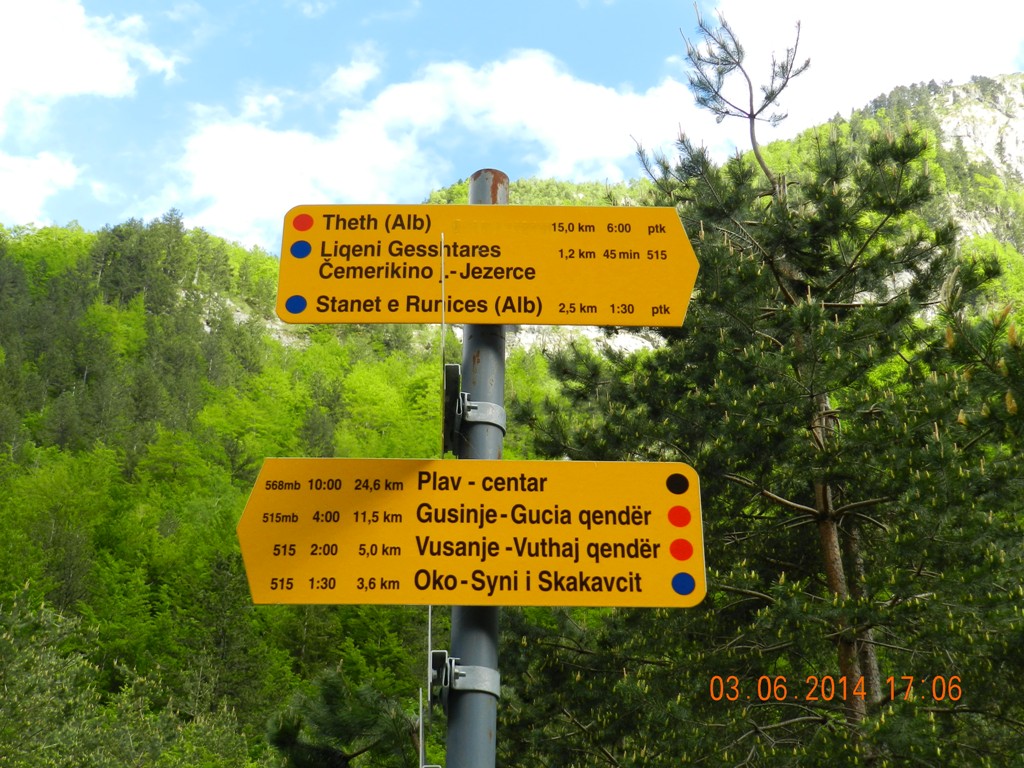 Theth (Alb) 15,0 km 6:00 ptk
Liqeni Gesshtares 1,2 km 45 min 515
Čemerikino J.-Jezerce
Stanet e Runices (Alb) 2,5 km 1:30 ptk
568mb 10:00 24,6 km Plav - centar
515mb 4:00 11,5 km Gusinje-Gucia qendër
515 2:00 5,0 km Vusanje-Vuthaj qendër
515 1:30 3,6 km Oko-Syni i Skakavcit
03.06.2014 17:06